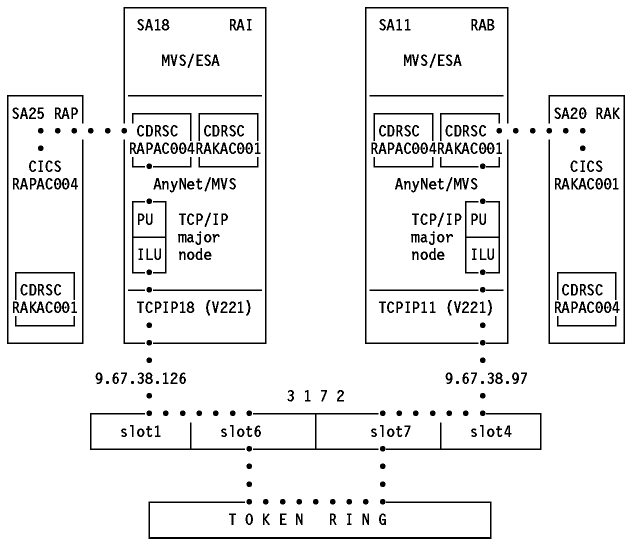 SA18 RAI
MVS/ESA
SA11 RAB
MVS/ESA
SA25 RAP
CICS
RAPAC004
CDRSC
RAKAC001
CDRSC
RAPAC004
CDRSC
RAKAC001
AnyNet/MVS
PU
ILU
TCP/IP
major
node
TCPIP18 (V221)
CDRSC
RAPAC004
CDRSC
RAKAC001
AnyNet/MVS
TCP/IP
major
node
PU
ILU
TCPIP11 (V221)
SA20 RAK
CICS
RAKAC001
CDRSC
RAPAC004
9.67.38.126
9.67.38.97
3 1 7 2
slot1 slot6 slot7 slot4
T O K E N R I N G